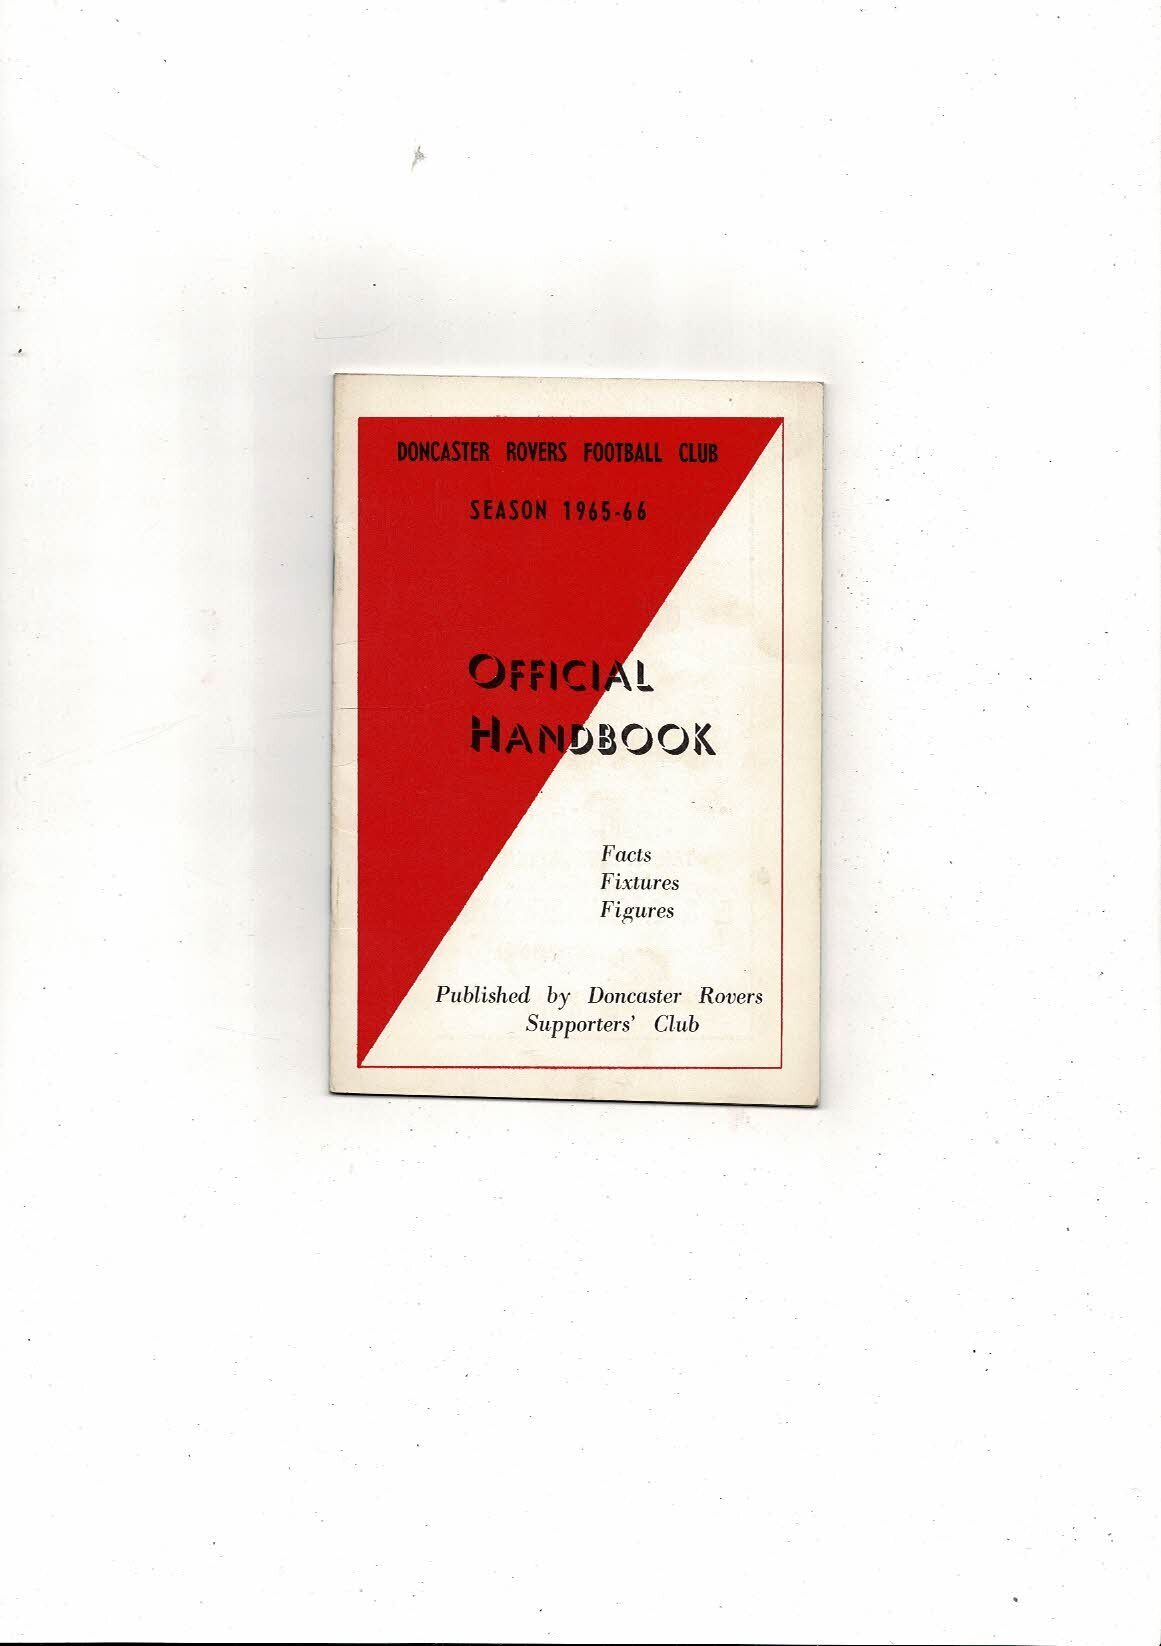 DONCASTER ROVERS FOOTBALL CLUB
SEASON 1965-66
OFFICIAL
HANDBOOK
Facts
Fixtures
Figures
Published by Doncaster Rovers
Supporters' Club